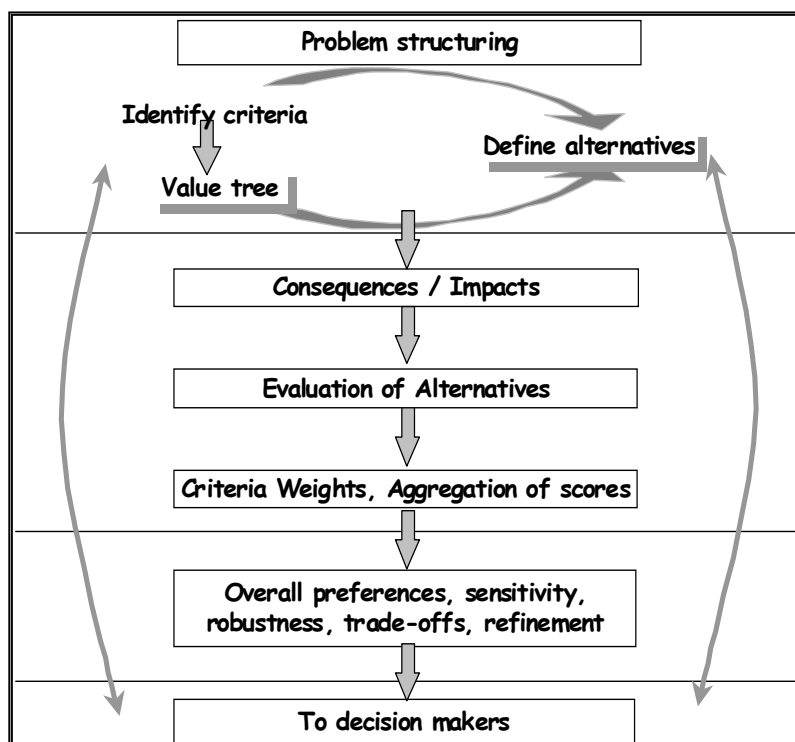 Problem structuring
Identify criteria
Define alternatives
Value tree
Consequences / Impacts
Evaluation of Alternatives
Criteria Weights, Aggregation of scores
Overall preferences, sensitivity,
robustness, trade-offs, refinement
To decision makers